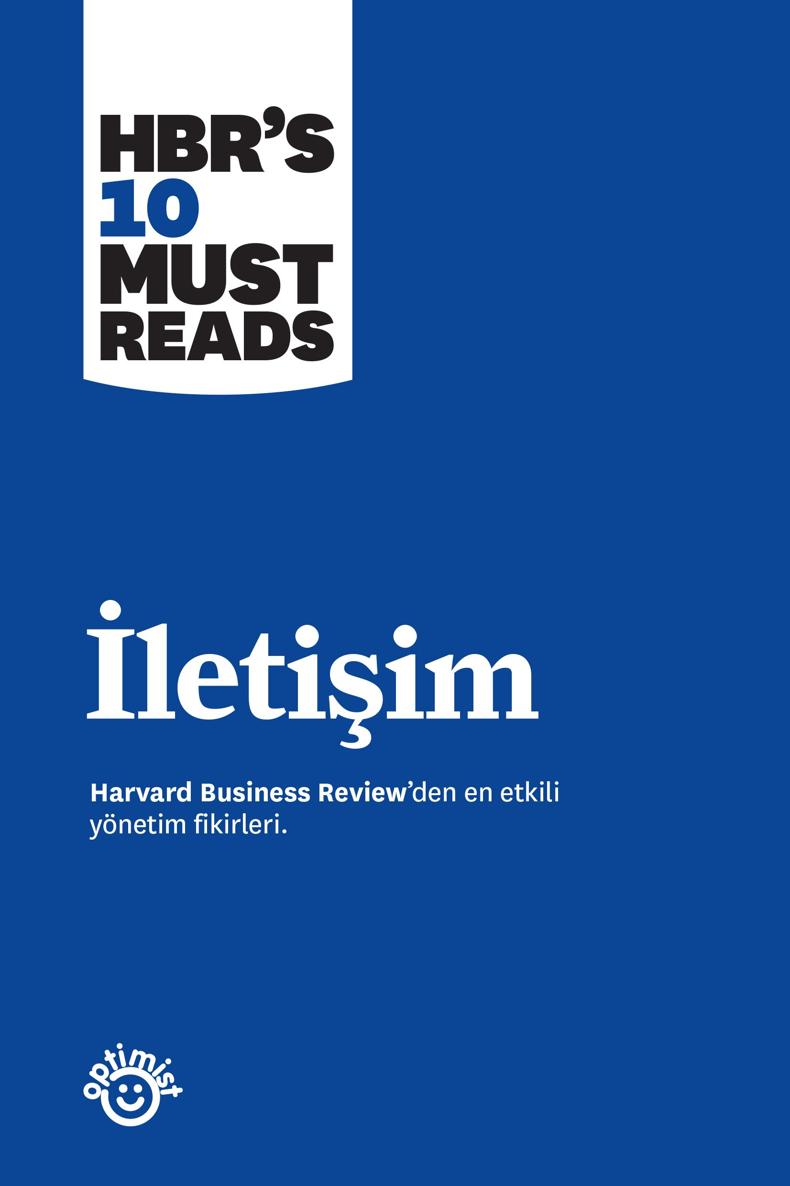 HBR’S
10
MUST
READS
İletişim
Harvard Business Review’den en etkili
yönetim fikirleri.
optimist